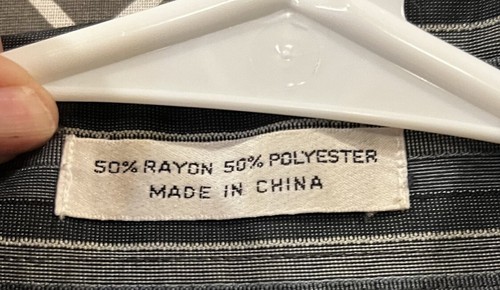 50% RAYON 50% POLYESTER
MADE IN CHINA